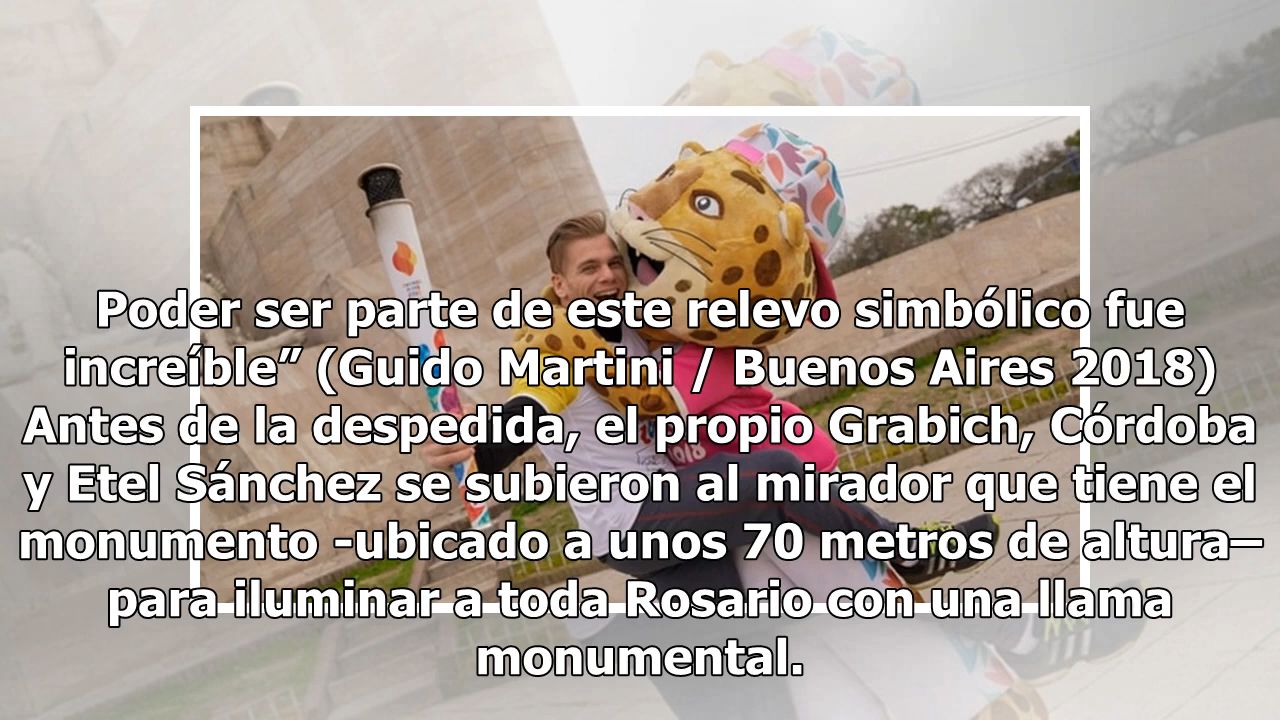 Poder ser parte de este relevo simbólico fue
increíble” (Guido Martini / Buenos Aires 2018)
Antes de la despedida, el propio Grabich, Córdoba
y Etel Sánchez se subieron al mirador que tiene el
monumento -ubicado a unos 70 metros de altura–
para iluminar a toda Rosario con una llama
monumental.